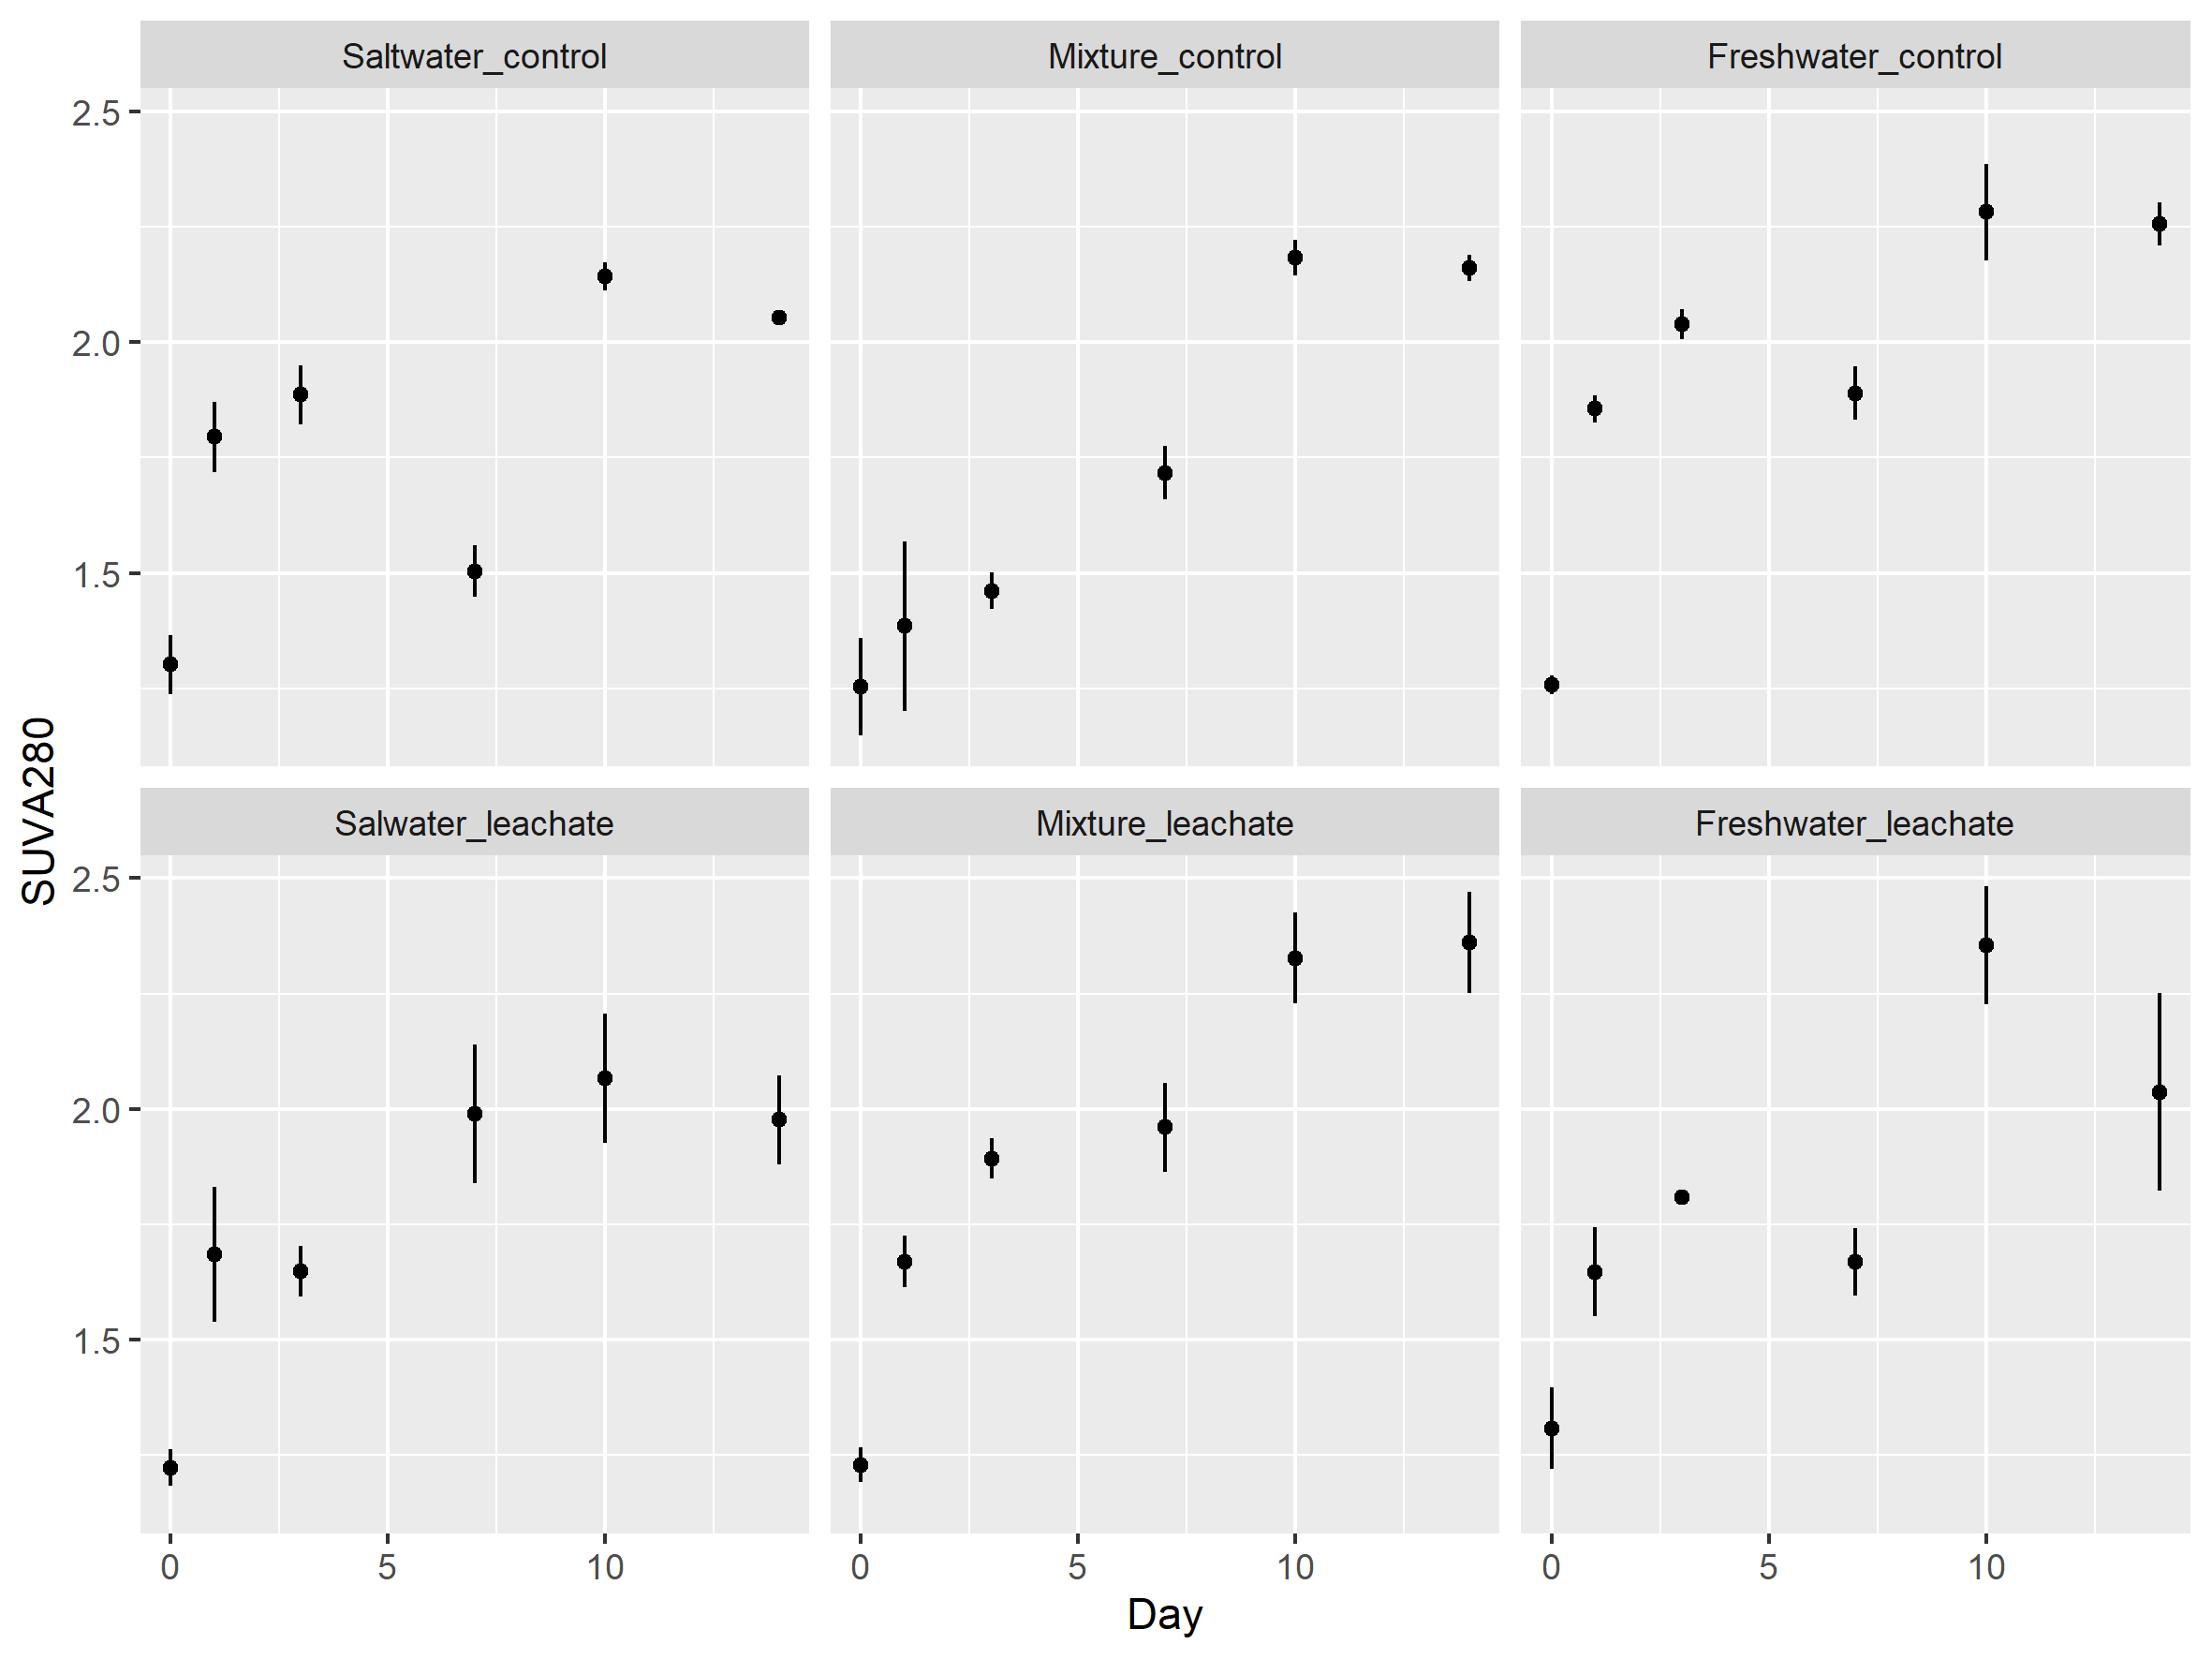 Saltwater_control
Mixture_control
Freshwater_control
2.5
2.0
1.5
SUVA280
Salwater_leachate
Mixture_leachate
Freshwater_leachate
2.5
2.0
1.5
0 5 10
0 5 10
0 5 10
Day